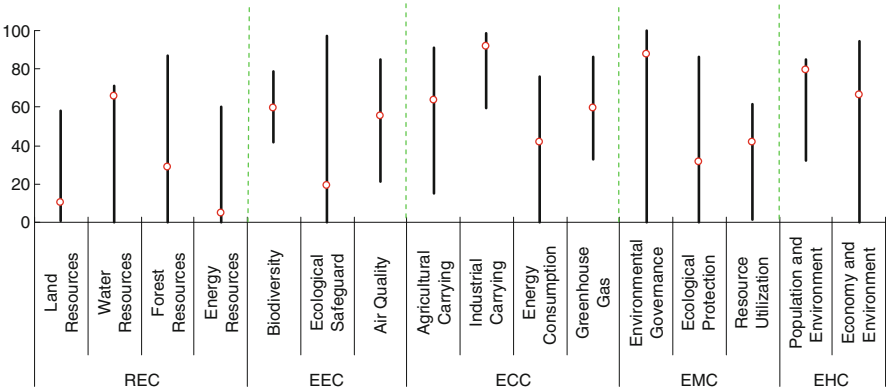 100
80
60
40
20
0
Land
Resources
Water
Resources
Forest
Resources
Energy
Resources
Biodiversity
Ecological
Safeguard
Air Quality
Agricultural
Carrying
Industrial
Carrying
Energy
Consumption
Greenhouse
Gas
Environmental
Governance
Ecological
Protection
Resource
Utilization
Population and
Environment
Economy and
Environment
REC
EEC
ECC
EMC
EHC